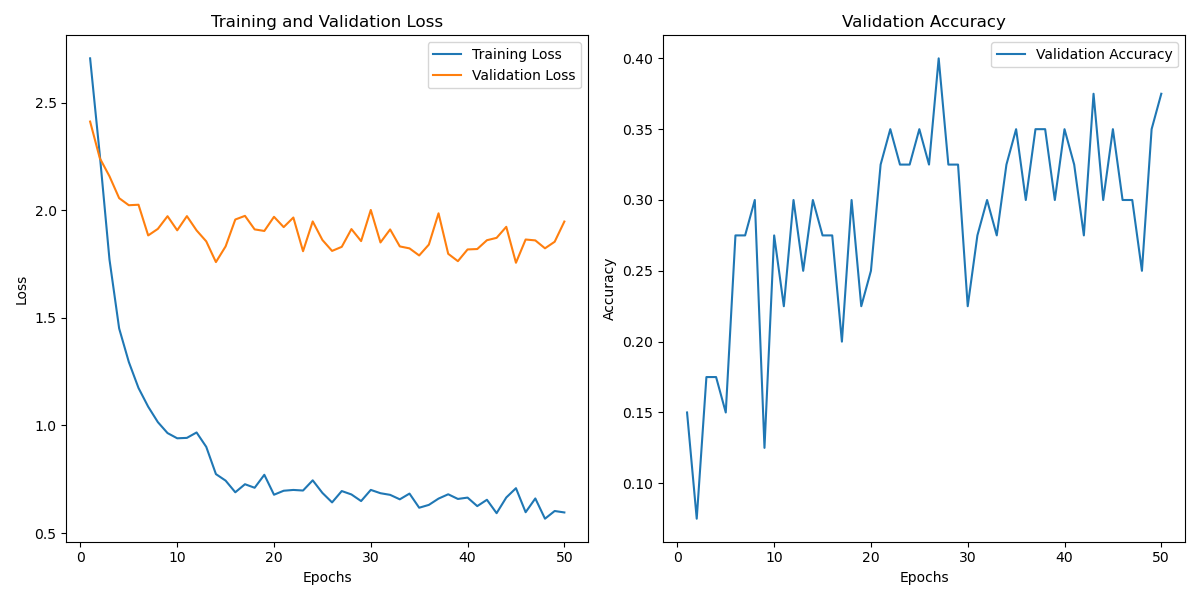 Training and Validation Loss
Training Loss
Validation Loss
Loss
2.5
2.0
1.5
1.0
0.5
0
10
20
30
40
50
Epochs
Validation Accuracy
Validation Accuracy
Accuracy
0.40
0.35
0.30
0.25
0.20
0.15
0.10
0
10
20
30
40
50
Epochs